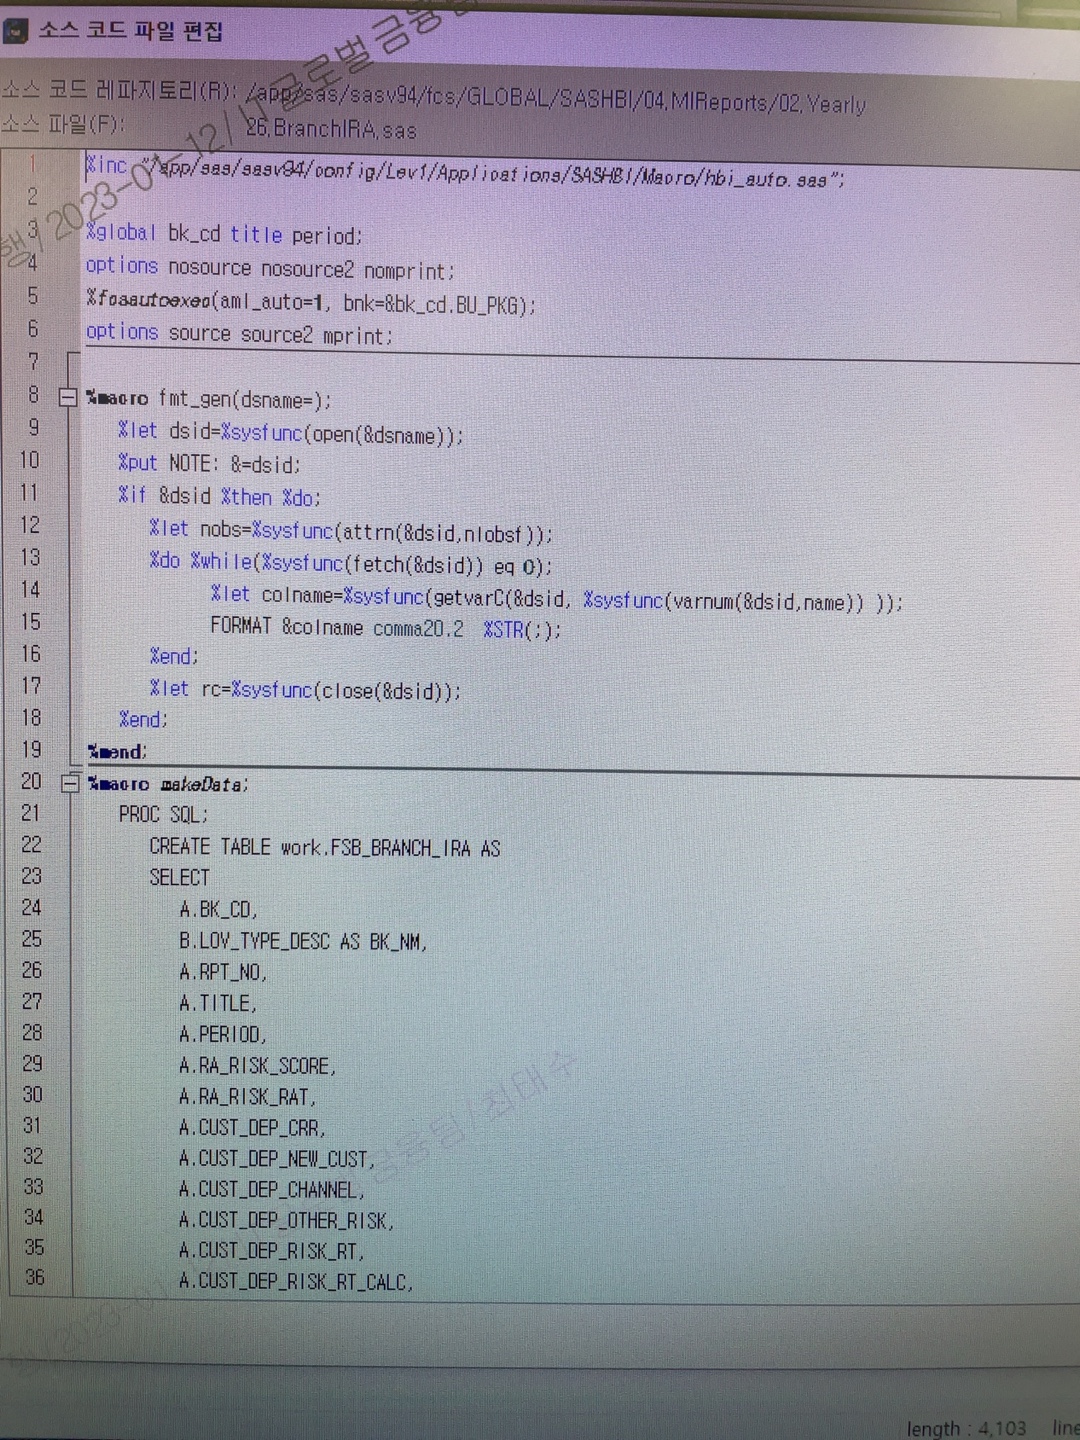 소스 코드 파일 편집
소스 코드 레파지토리(R): /app/sas/sasv94/fcs/GLOBAL/SASHBI/04.MIReports/02.Yearly
소스 파일(F): 26.BranchIRA.sas
1 %inc "/app/sas/sasv94/config/Lev1/Applications/SASHBI/Macro/hbi_auto.sas";
2
3 %global bk_cd title period;
4 options nosource nosource2 nomprint;
5 %fcsautoexec(aml_auto=1, bnk=&bk_cd.BU_PKG);
6 options source source2 mprint;
7
8 %macro fmt_gen(dsname=);
9 %let dsid=%sysfunc(open(&dsname));
10 %put NOTE: &=dsid;
11 %if &dsid %then %do;
12 %let nobs=%sysfunc(attrn(&dsid,nlobsf));
13 %do %while(%sysfunc(fetch(&dsid)) eq 0);
14 %let colname=%sysfunc(getvarC(&dsid, %sysfunc(varnum(&dsid,name)) ));
15 FORMAT &colname comma20.2 %STR(;);
16 %end;
17 %let rc=%sysfunc(close(&dsid));
18 %end;
19 %mend;
20 %macro makeData;
21 PROC SQL;
22 CREATE TABLE work.FSB_BRANCH_IRA AS
23 SELECT
24 A.BK_CD,
25 B.LOV_TYPE_DESC AS BK_NM,
26 A.RPT_NO,
27 A.TITLE,
28 A.PERIOD,
29 A.RA_RISK_SCORE,
30 A.RA_RISK_RAT,
31 A.CUST_DEP_CRR,
32 A.CUST_DEP_NEW_CUST,
33 A.CUST_DEP_CHANNEL,
34 A.CUST_DEP_OTHER_RISK,
35 A.CUST_DEP_RISK_RT,
36 A.CUST_DEP_RISK_RT_CALC,
행/2023-01-12/IT글로벌금융팀
금융팀/최태수
length : 4,103 line